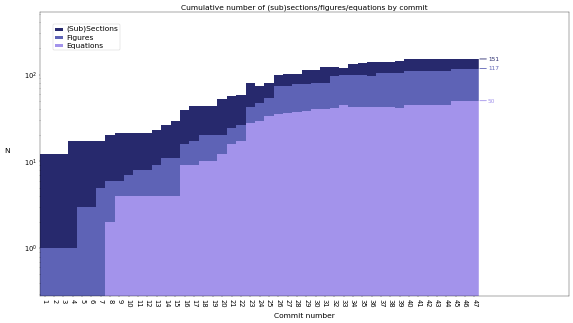 Cumulative number of (sub)sections/figures/equations by commit
(Sub)Sections
Figures
Equations
10²
10¹
10⁰
N
151
117
50
1 2 3 4 5 6 7 8 9 10 11 12 13 14 15 16 17 18 19 20 21 22 23 24 25 26 27 28 29 30 31 32 33 34 35 36 37 38 39 40 41 42 43 44 45 46 47
Commit number